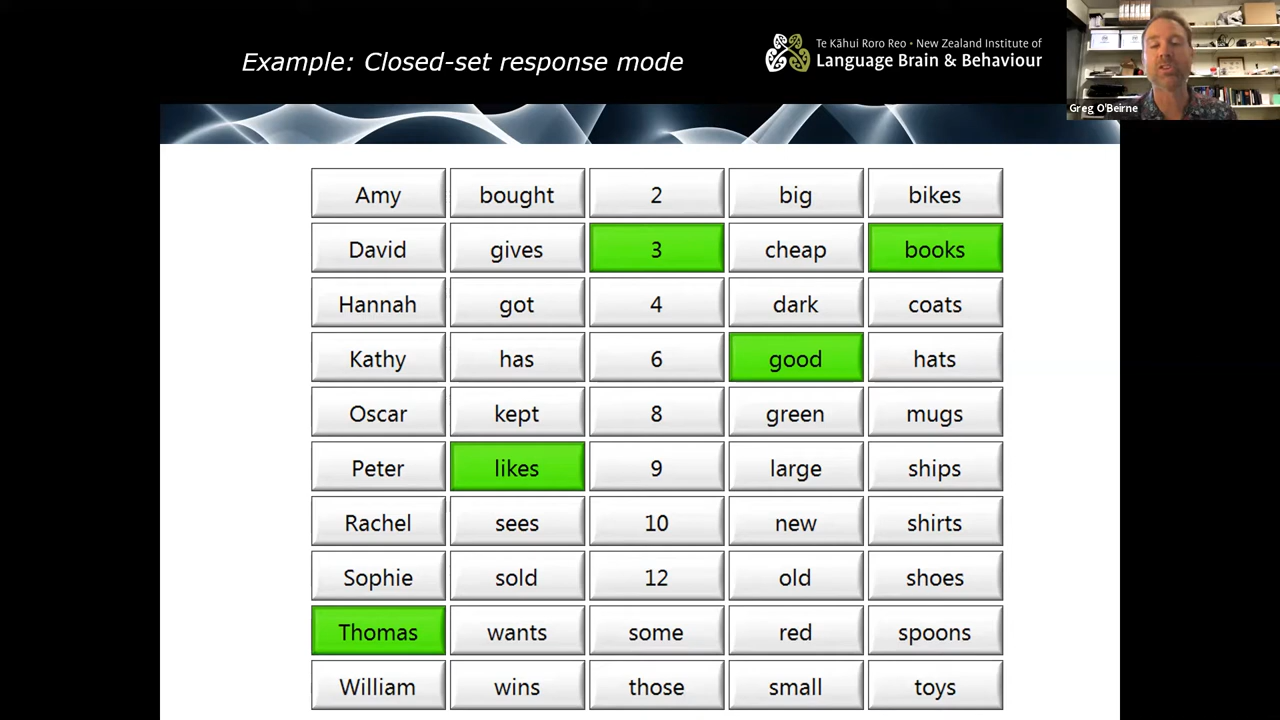 Example: Closed-set response mode
Te Kāhui Roro Reo • New Zealand Institute of
Language Brain & Behaviour
Greg O'Beirne
Amy bought 2 big bikes
David gives 3 cheap books
Hannah got 4 dark coats
Kathy has 6 good hats
Oscar kept 8 green mugs
Peter likes 9 large ships
Rachel sees 10 new shirts
Sophie sold 12 old shoes
Thomas wants some red spoons
William wins those small toys